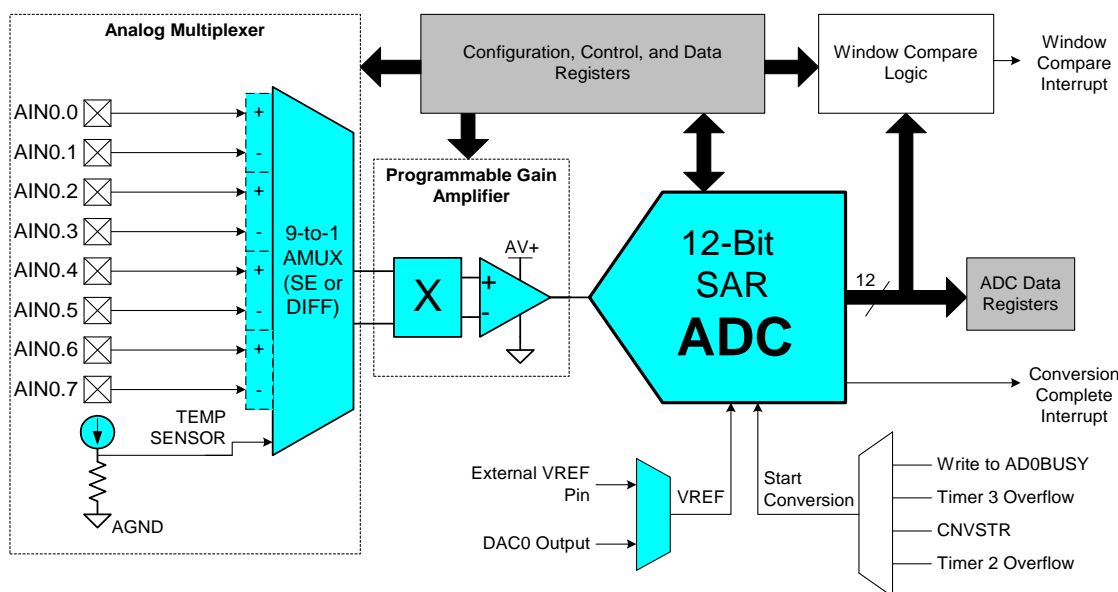 Analog Multiplexer
AIN0.0
AIN0.1
AIN0.2
AIN0.3
AIN0.4
AIN0.5
AIN0.6
AIN0.7
+
-
+
-
+
-
+
-
9-to-1
AMUX
(SE or
DIFF)
TEMP
SENSOR
AGND
Configuration, Control, and Data
Registers
Programmable Gain
Amplifier
X
+
-
AV+
12-Bit
SAR
ADC
Window Compare
Logic
Window
Compare
Interrupt
12
ADC Data
Registers
Conversion
Complete
Interrupt
External VREF
Pin
DAC0 Output
VREF
Start
Conversion
Write to AD0BUSY
Timer 3 Overflow
CNVSTR
Timer 2 Overflow